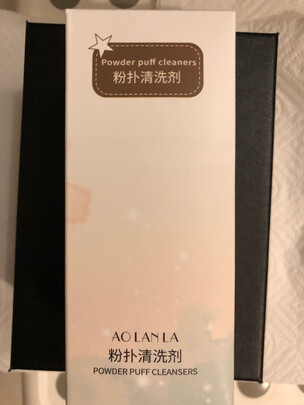 Powder puff cleaners
粉扑清洗剂
AO LAN LA
粉扑清洗剂
POWDER PUFF CLEANSERS